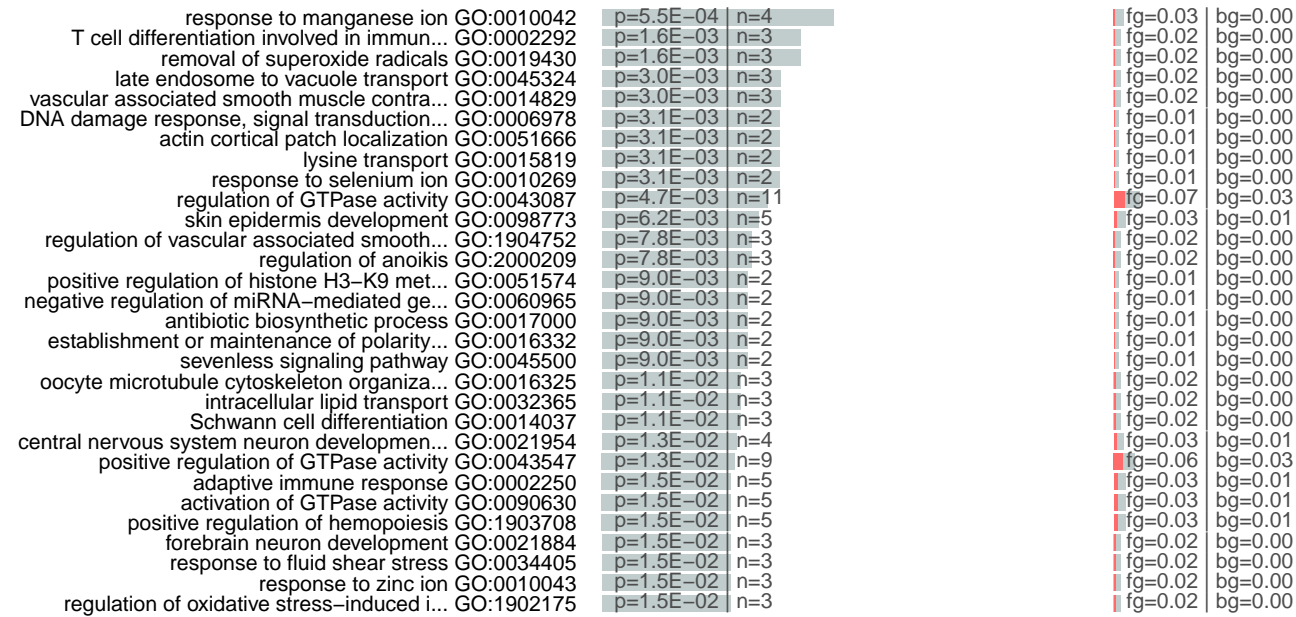 response to manganese ion GO:0010042 p=5.5E−04 n=4 fg=0.03 bg=0.00
T cell differentiation involved in immun... GO:0002292 p=1.6E−03 n=3 fg=0.02 bg=0.00
removal of superoxide radicals GO:0019430 p=1.6E−03 n=3 fg=0.02 bg=0.00
late endosome to vacuole transport GO:0045324 p=3.0E−03 n=3 fg=0.02 bg=0.00
vascular associated smooth muscle contra... GO:0014829 p=3.0E−03 n=3 fg=0.02 bg=0.00
DNA damage response, signal transduction... GO:0006978 p=3.1E−03 n=2 fg=0.01 bg=0.00
actin cortical patch localization GO:0051666 p=3.1E−03 n=2 fg=0.01 bg=0.00
lysine transport GO:0015819 p=3.1E−03 n=2 fg=0.01 bg=0.00
response to selenium ion GO:0010269 p=3.1E−03 n=2 fg=0.01 bg=0.00
regulation of GTPase activity GO:0043087 p=4.7E−03 n=11 fg=0.07 bg=0.03
skin epidermis development GO:0098773 p=6.2E−03 n=5 fg=0.03 bg=0.01
regulation of vascular associated smooth... GO:1904752 p=7.8E−03 n=3 fg=0.02 bg=0.00
regulation of anoikis GO:2000209 p=7.8E−03 n=3 fg=0.02 bg=0.00
positive regulation of histone H3−K9 met... GO:0051574 p=9.0E−03 n=2 fg=0.01 bg=0.00
negative regulation of miRNA−mediated ge... GO:0060965 p=9.0E−03 n=2 fg=0.01 bg=0.00
antibiotic biosynthetic process GO:0017000 p=9.0E−03 n=2 fg=0.01 bg=0.00
establishment or maintenance of polarity... GO:0016332 p=9.0E−03 n=2 fg=0.01 bg=0.00
sevenless signaling pathway GO:0045500 p=9.0E−03 n=2 fg=0.01 bg=0.00
oocyte microtubule cytoskeleton organiza... GO:0016325 p=1.1E−02 n=3 fg=0.02 bg=0.00
intracellular lipid transport GO:0032365 p=1.1E−02 n=3 fg=0.02 bg=0.00
Schwann cell differentiation GO:0014037 p=1.1E−02 n=3 fg=0.02 bg=0.00
central nervous system neuron developmen... GO:0021954 p=1.3E−02 n=4 fg=0.03 bg=0.01
positive regulation of GTPase activity GO:0043547 p=1.3E−02 n=9 fg=0.06 bg=0.03
adaptive immune response GO:0002250 p=1.5E−02 n=5 fg=0.03 bg=0.01
activation of GTPase activity GO:0090630 p=1.5E−02 n=5 fg=0.03 bg=0.01
positive regulation of hemopoiesis GO:1903708 p=1.5E−02 n=5 fg=0.03 bg=0.01
forebrain neuron development GO:0021884 p=1.5E−02 n=3 fg=0.02 bg=0.00
response to fluid shear stress GO:0034405 p=1.5E−02 n=3 fg=0.02 bg=0.00
response to zinc ion GO:0010043 p=1.5E−02 n=3 fg=0.02 bg=0.00
regulation of oxidative stress−induced i... GO:1902175 p=1.5E−02 n=3 fg=0.02 bg=0.00